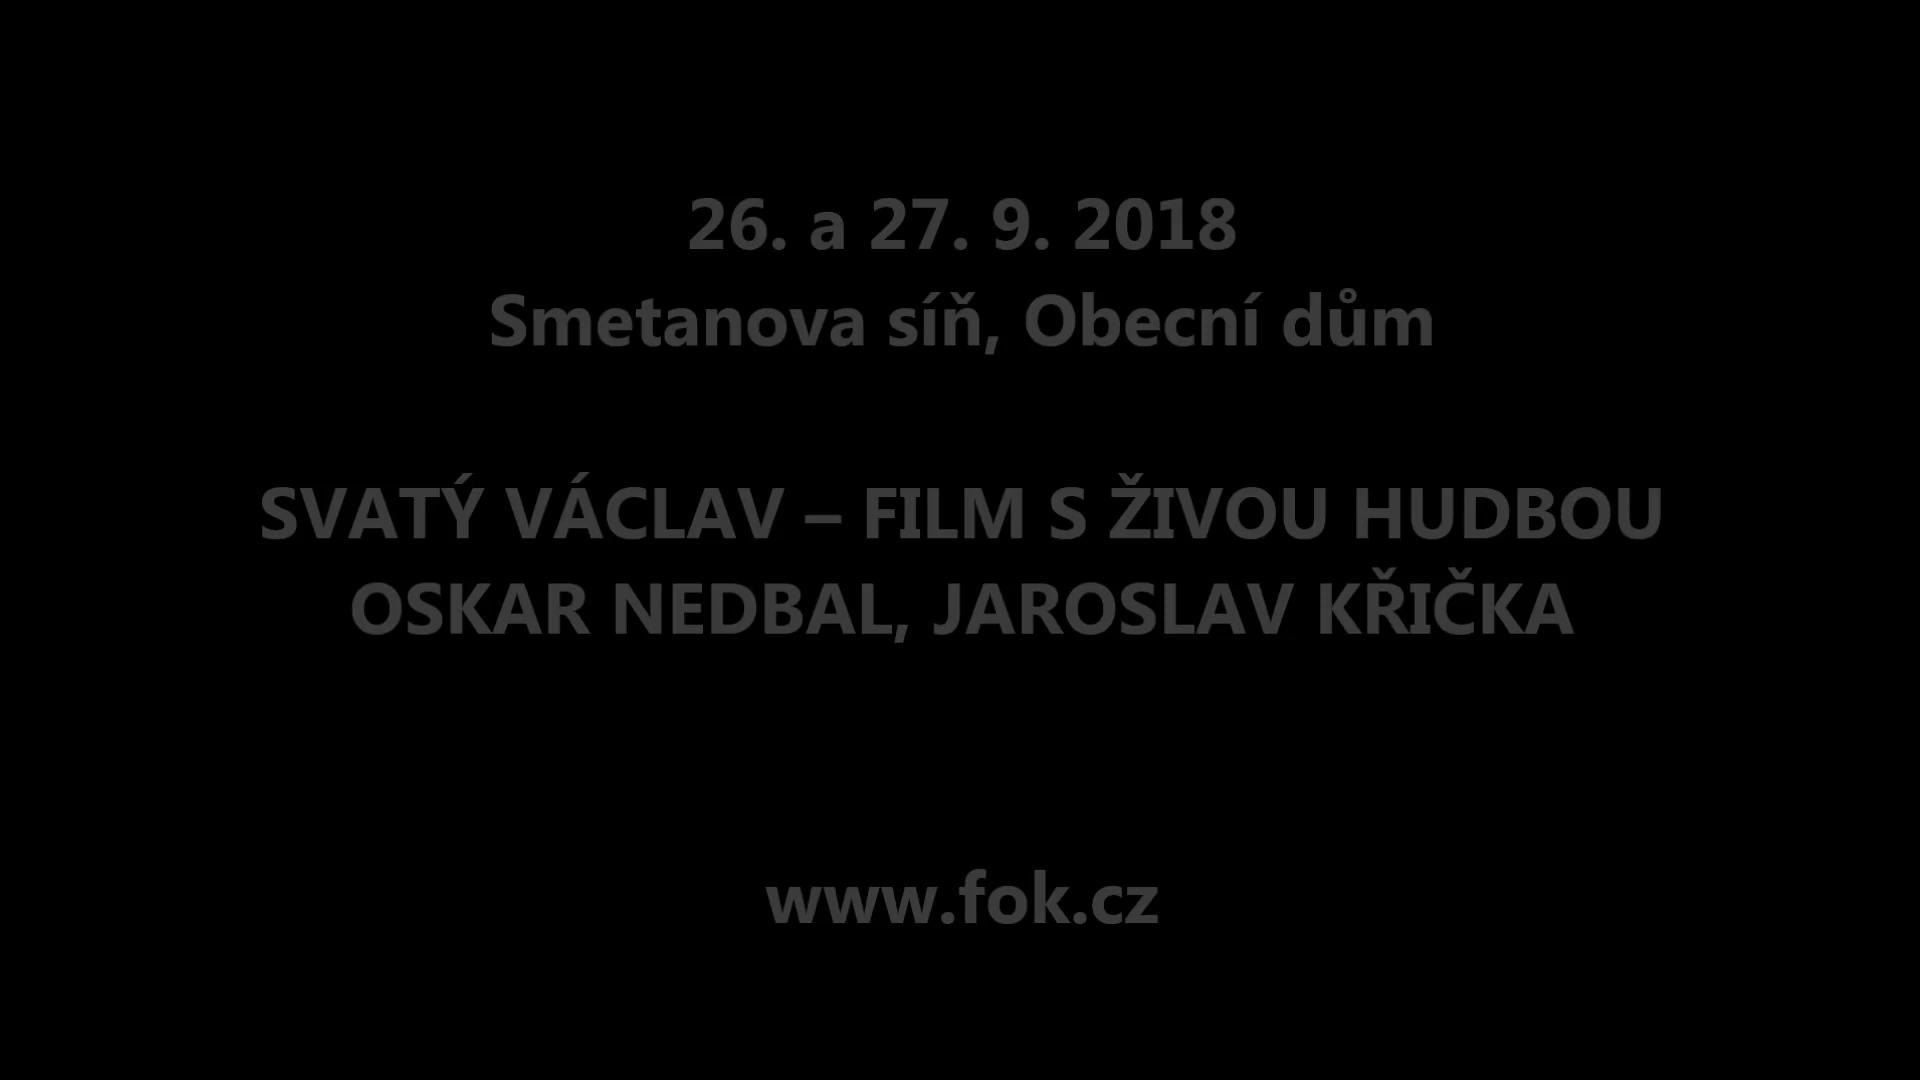 26. a 27. 9. 2018
Smetanova síň, Obecní dům
SVATÝ VÁCLAV – FILM S ŽIVOU HUDBOU
OSKAR NEDBAL, JAROSLAV KŘIČKA
www.fok.cz